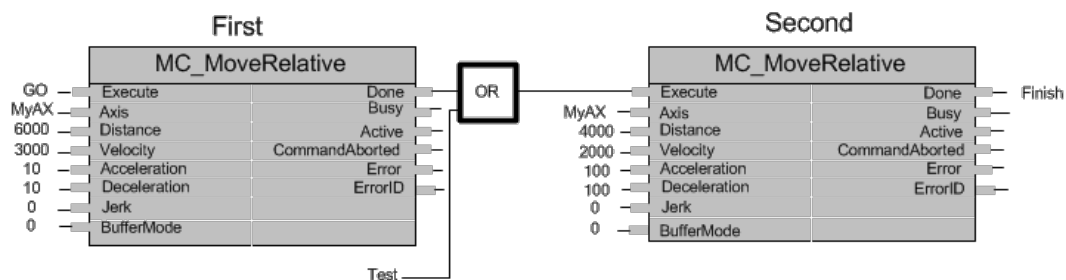 First
Second
MC_MoveRelative
MC_MoveRelative
GO Execute Done OR Execute Done Finish
MyAX Axis Busy MyAX Axis Busy
6000 Distance Active 4000 Distance Active
3000 Velocity CommandAborted 2000 Velocity CommandAborted
10 Acceleration Error 100 Acceleration Error
10 Deceleration ErrorID 100 Deceleration ErrorID
0 Jerk 0 Jerk
0 BufferMode 0 BufferMode
Test